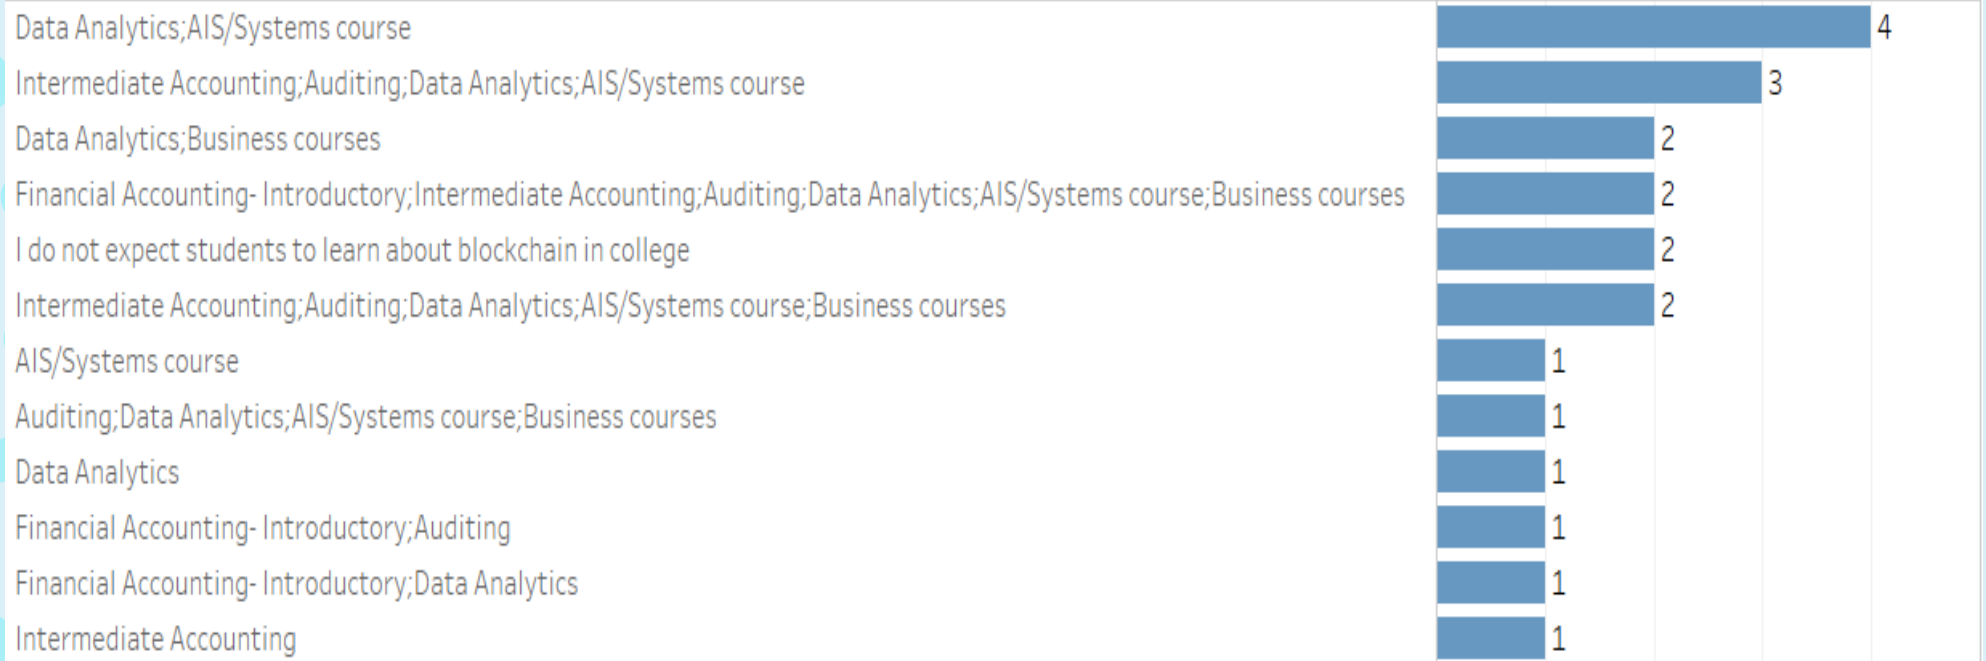 Data Analytics;AIS/Systems course 4
Intermediate Accounting;Auditing;Data Analytics;AIS/Systems course 3
Data Analytics;Business courses 2
Financial Accounting- Introductory;Intermediate Accounting;Auditing;Data Analytics;AIS/Systems course;Business courses 2
I do not expect students to learn about blockchain in college 2
Intermediate Accounting;Auditing;Data Analytics;AIS/Systems course;Business courses 2
AIS/Systems course 1
Auditing;Data Analytics;AIS/Systems course;Business courses 1
Data Analytics 1
Financial Accounting- Introductory;Auditing 1
Financial Accounting- Introductory;Data Analytics 1
Intermediate Accounting 1